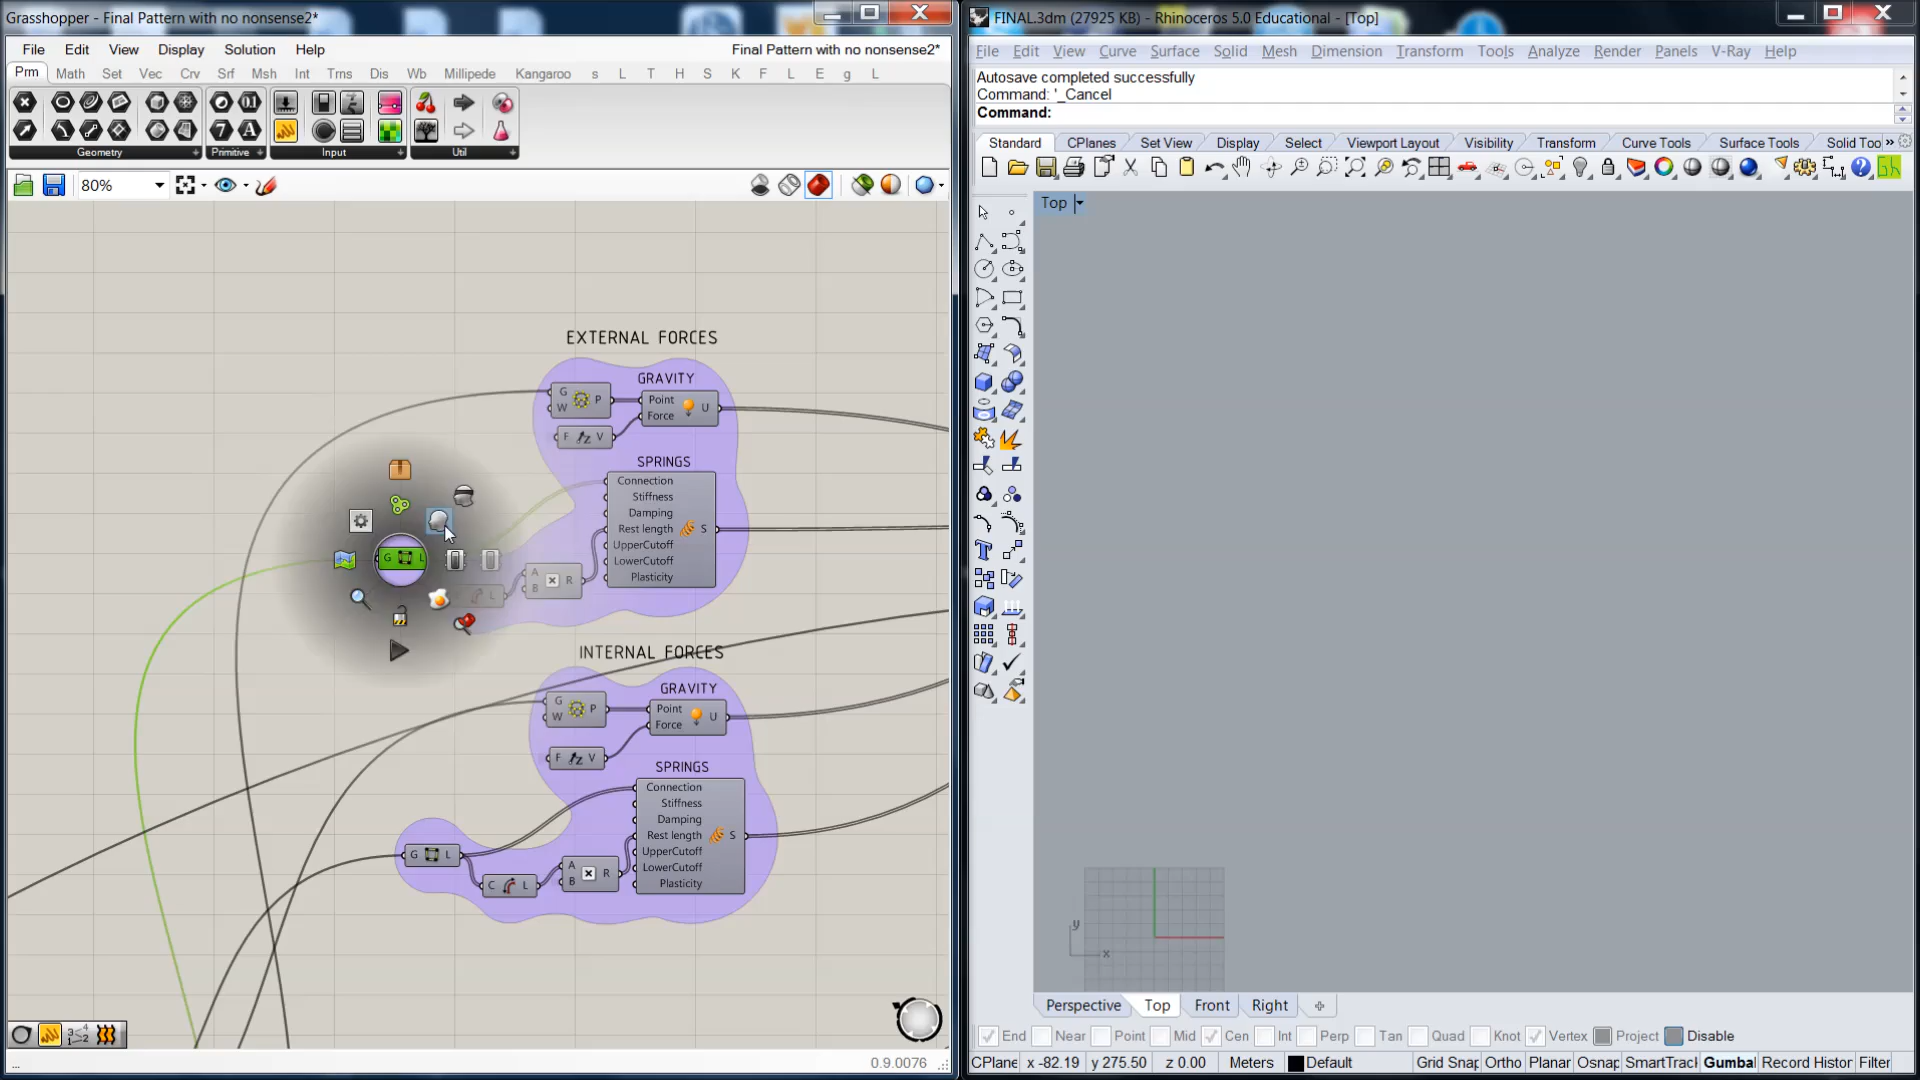 Grasshopper - Final Pattern with no nonsense2*
File Edit View Display Solution Help
Final Pattern with no nonsense2*
Prm Math Set Vec Crv Srf Msh Int Trns Dis Wb Millipede Kangaroo s L T H S K F L E g L
Geometry Primitive Input Util
80%
EXTERNAL FORCES
GRAVITY
G W P
Point Force U
F V
SPRINGS
Connection
Stiffness
Damping
Rest length S
UpperCutoff
LowerCutoff
Plasticity
G L
L
A B R
INTERNAL FORCES
GRAVITY
G W P
Point Force U
F V
SPRINGS
Connection
Stiffness
Damping
Rest length S
UpperCutoff
LowerCutoff
Plasticity
G L
C L
A B R
...
0.9.0076
FINAL.3dm (27925 KB) - Rhinoceros 5.0 Educational - [Top]
File Edit View Curve Surface Solid Mesh Dimension Transform Tools Analyze Render Panels V-Ray Help
Autosave completed successfully
Command: '_Cancel
Command:
Standard CPlanes Set View Display Select Viewport Layout Visibility Transform Curve Tools Surface Tools Solid Too »
Top
y
x
Perspective Top Front Right
End Near Point Mid Cen Int Perp Tan Quad Knot Vertex Project Disable
CPlane x -82.19 y 275.50 z 0.00 Meters Default Grid Snap Ortho Planar Osnap SmartTrack Gumbal Record Histor Filter